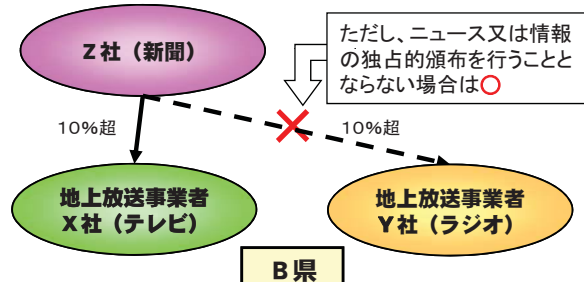 Z社（新聞）
ただし、ニュース又は情報
の独占的頒布を行うことと
ならない場合は○
10%超
10%超
地上放送事業者
X社（テレビ）
地上放送事業者
Y社（ラジオ）
B県